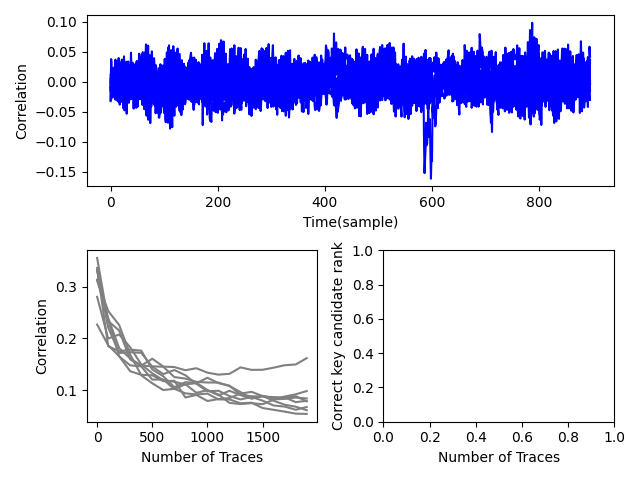 0.10
0.05
0.00
−0.05
−0.10
−0.15
Correlation
0 200 400 600 800
Time(sample)
0.3
0.2
0.1
Correlation
0 500 1000 1500
Number of Traces
1.0
0.8
0.6
0.4
0.2
0.0
Correct key candidate rank
0.0 0.2 0.4 0.6 0.8 1.0
Number of Traces